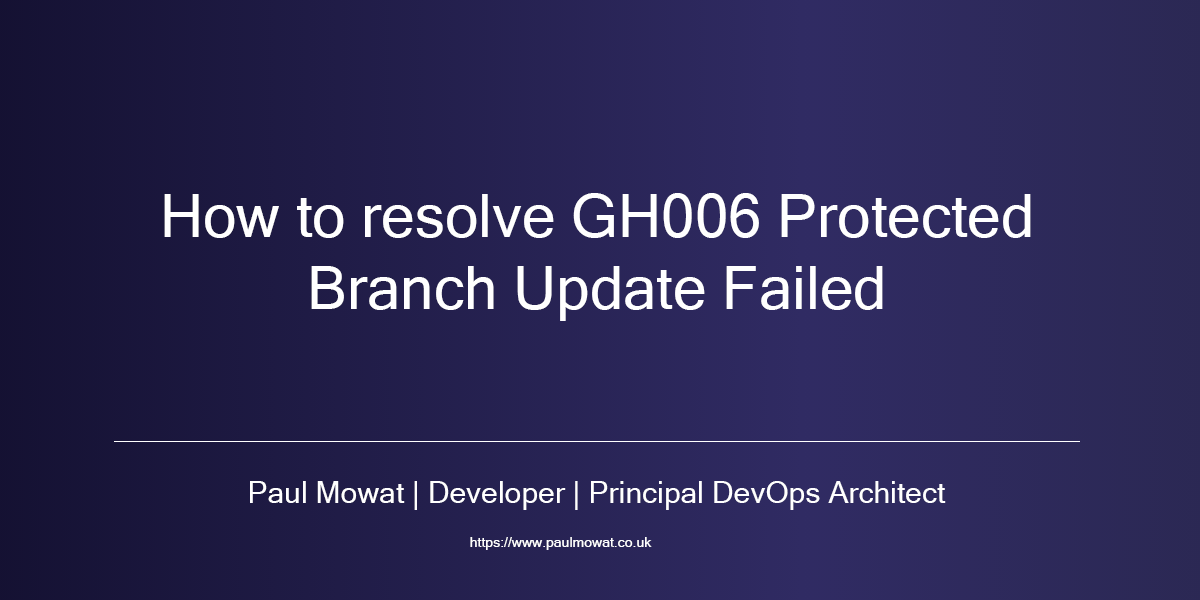 How to resolve GH006 Protected
Branch Update Failed
Paul Mowat | Developer | Principal DevOps Architect
https://www.paulmowat.co.uk